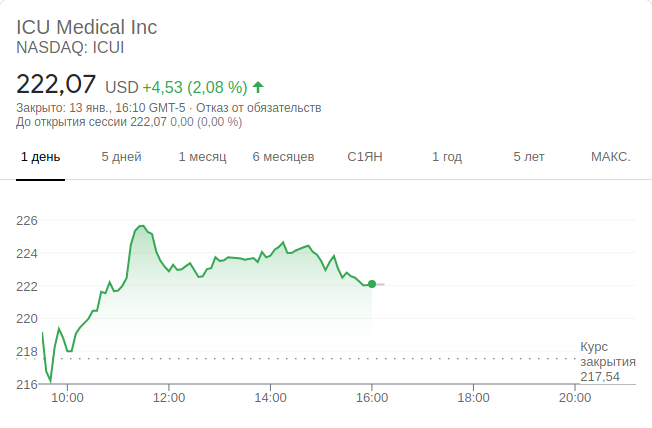 ICU Medical Inc
NASDAQ: ICUI
222,07 USD +4,53 (2,08 %)
Закрыто: 13 янв., 16:10 GMT-5 · Отказ от обязательств
До открытия сессии 222,07 0,00 (0,00 %)
1 день 5 дней 1 месяц 6 месяцев С1ЯН 1 год 5 лет МАКС.
226
224
222
220
218
216
Курс
закрытия
217,54
10:00 12:00 14:00 16:00 18:00 20:00